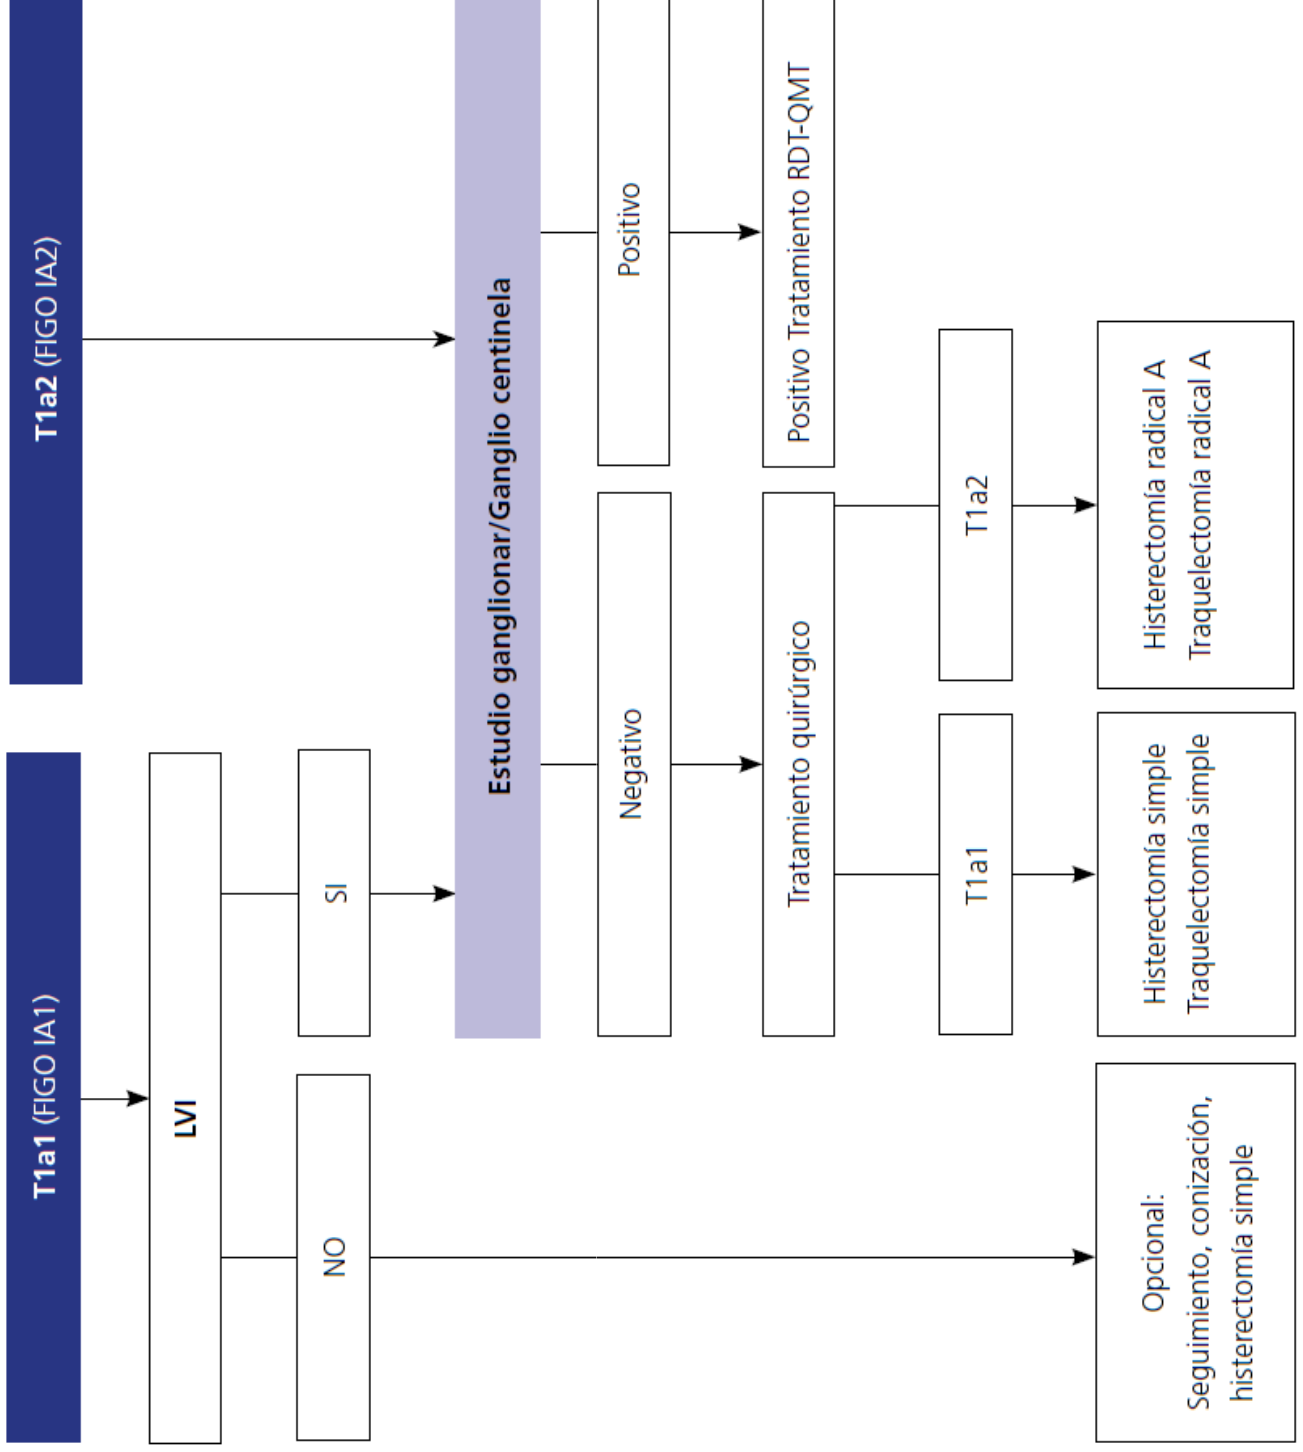 T1a1 (FIGO IA1)
T1a2 (FIGO IA2)
LVI
NO
SI
Estudio ganglionar/Ganglio centinela
Negativo
Positivo
Tratamiento quirúrgico
Positivo Tratamiento RDT-QMT
T1a1
T1a2
Opcional:
Seguimiento, conización,
histerectomía simple
Histerectomía simple
Traquelectomía simple
Histerectomía radical A
Traquelectomía radical A